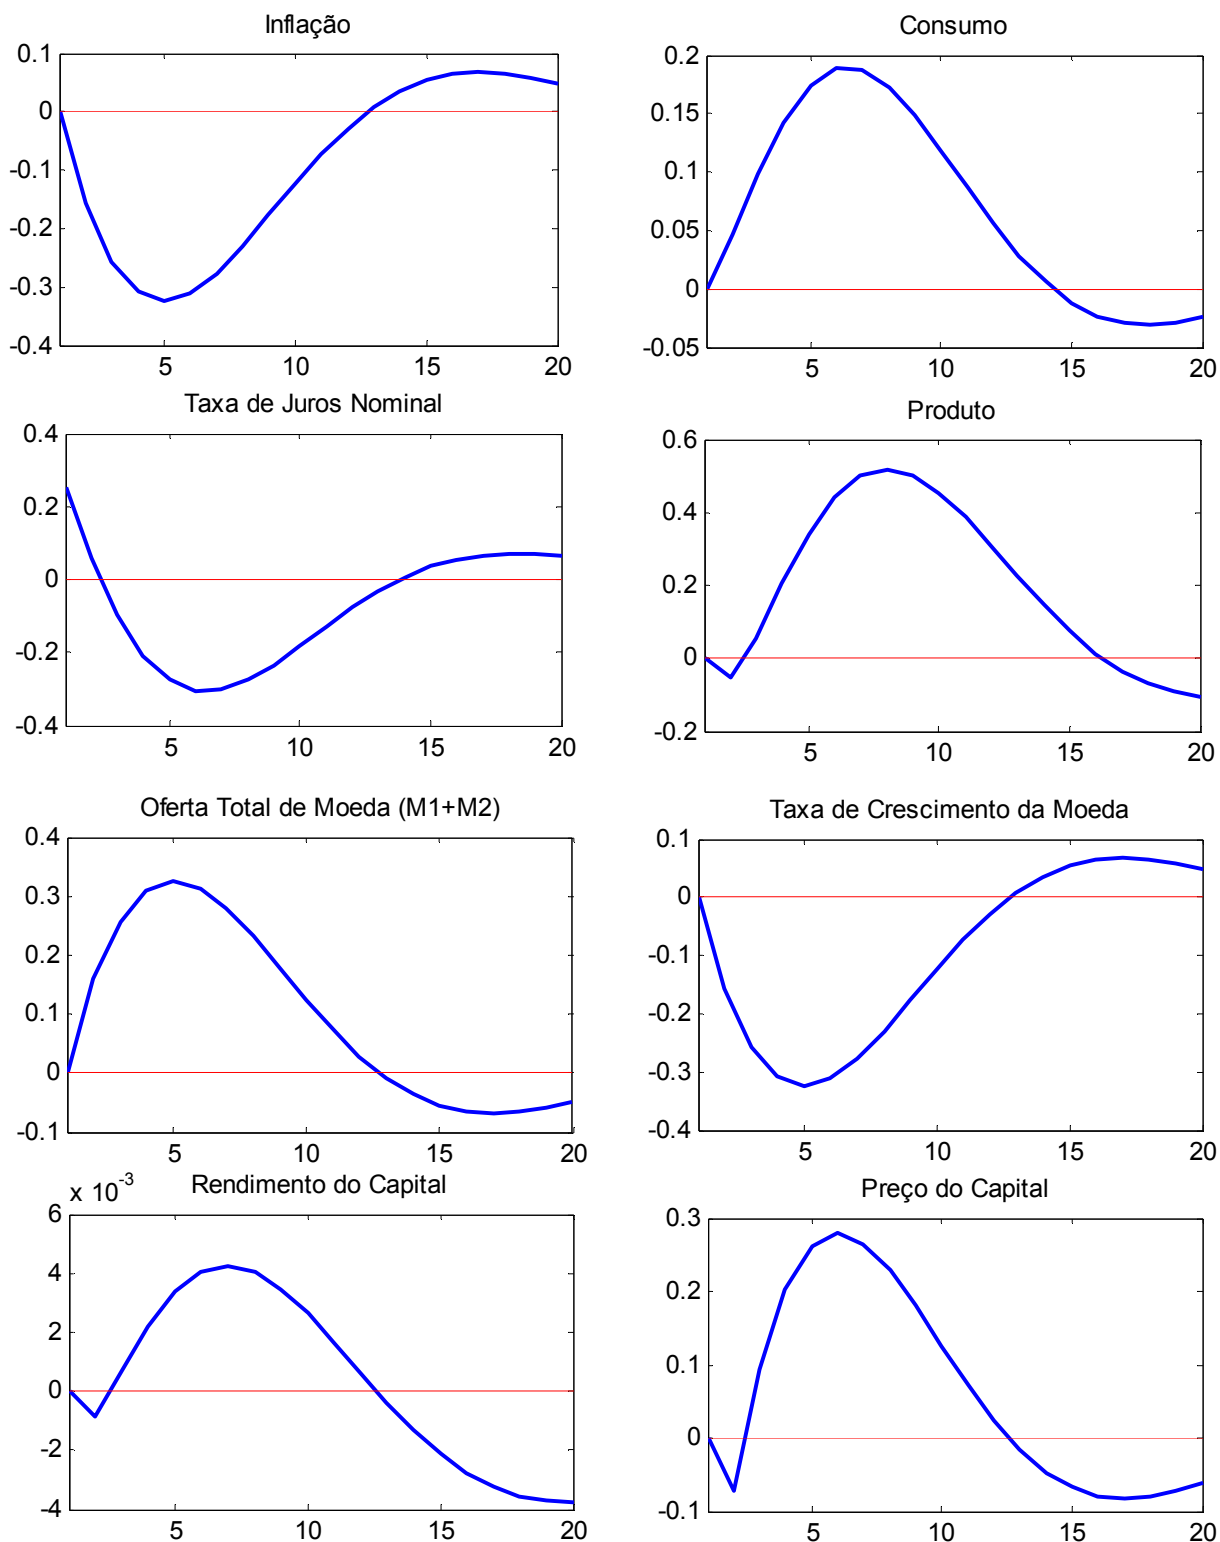 Inflação
0.1
0
-0.1
-0.2
-0.3
-0.4
5 10 15 20
Consumo
0.2
0.15
0.1
0.05
0
-0.05
5 10 15 20
Taxa de Juros Nominal
0.4
0.2
0
-0.2
-0.4
5 10 15 20
Produto
0.6
0.4
0.2
0
-0.2
5 10 15 20
Oferta Total de Moeda (M1+M2)
0.4
0.3
0.2
0.1
0
-0.1
5 10 15 20
Taxa de Crescimento da Moeda
0.1
0
-0.1
-0.2
-0.3
-0.4
5 10 15 20
x 10^-3 Rendimento do Capital
6
4
2
0
-2
-4
5 10 15 20
Preço do Capital
0.3
0.2
0.1
0
-0.1
5 10 15 20